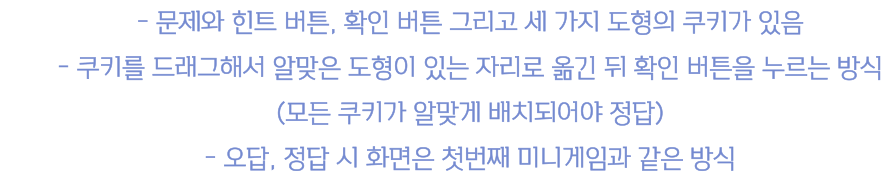 - 문제와 힌트 버튼, 확인 버튼 그리고 세 가지 도형의 쿠키가 있음
- 쿠키를 드래그해서 알맞은 도형이 있는 자리로 옮긴 뒤 확인 버튼을 누르는 방식
(모든 쿠키가 알맞게 배치되어야 정답)
- 오답, 정답 시 화면은 첫번째 미니게임과 같은 방식